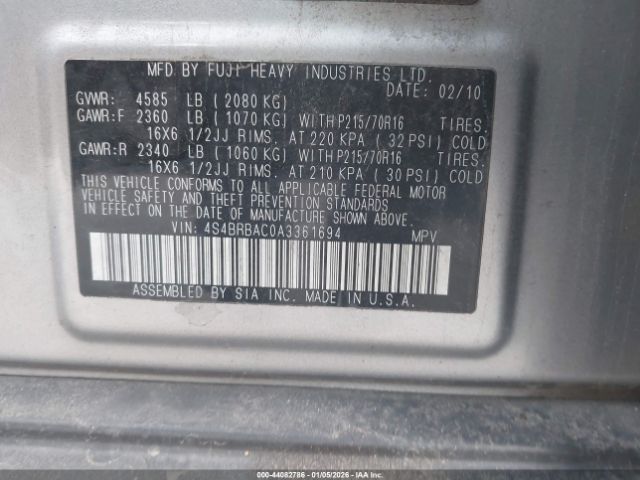 MFD BY FUJI HEAVY INDUSTRIES LTD.
DATE: 02/10
GVWR: 4585 LB ( 2080 KG)
GAWR:F 2360 LB ( 1070 KG) WITH P215/70R16 TIRES.
16X6 1/2JJ RIMS. AT 220 KPA ( 32 PSI) COLD
GAWR:R 2340 LB ( 1060 KG) WITH P215/70R16 TIRES.
16X6 1/2JJ RIMS. AT 210 KPA ( 30 PSI) COLD
THIS VEHICLE CONFORMS TO ALL APPLICABLE FEDERAL MOTOR
VEHICLE SAFETY AND THEFT PREVENTION STANDARDS
IN EFFECT ON THE DATE OF MANUFACTURE SHOWN ABOVE.
VIN: 4S4BRBAC0A3361694 MPV
ASSEMBLED BY SIA INC. MADE IN U.S.A.
000-44082786 - 01/05/2026 - COPYRIGHT IAA, LLC.